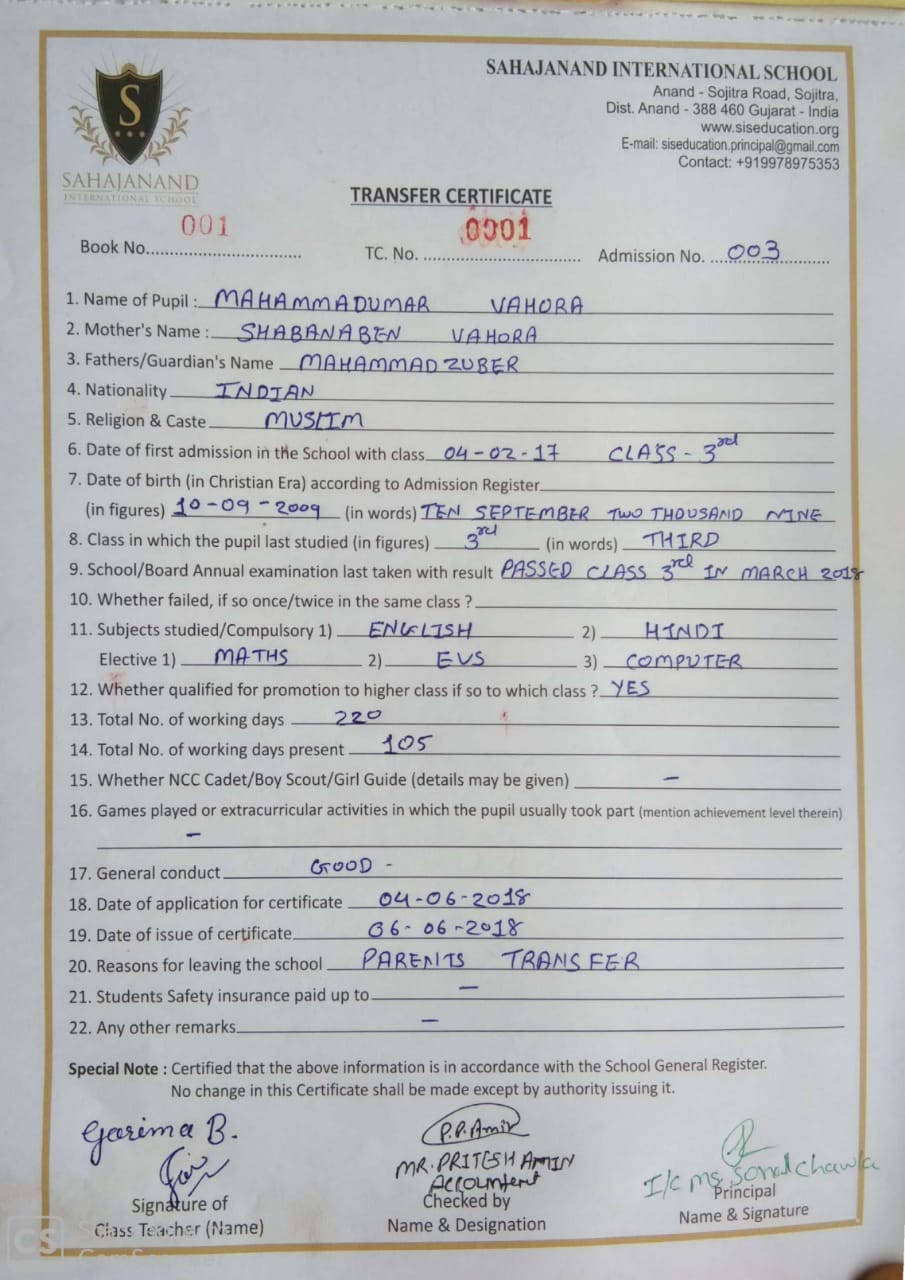 SAHAJANAND INTERNATIONAL SCHOOL
Anand - Sojitra Road, Sojitra,
Dist. Anand - 388 460 Gujarat - India
www.siseducation.org
E-mail: siseducation.principal@gmail.com
Contact: +919978975353
S
SAHAJANAND
INTERNATIONAL SCHOOL
TRANSFER CERTIFICATE
Book No. 001 TC. No. 0001 Admission No. 003
1. Name of Pupil : MAHAMMADUMAR VAHORA
2. Mother's Name : SHABANABEN VAHORA
3. Fathers/Guardian's Name MAHAMMAD ZUBER
4. Nationality INDIAN
5. Religion & Caste MUSLIM
6. Date of first admission in the School with class 04-02-17 CLASS - 3rd
7. Date of birth (in Christian Era) according to Admission Register
(in figures) 10-09-2009 (in words) TEN SEPTEMBER TWO THOUSAND NINE
8. Class in which the pupil last studied (in figures) 3rd (in words) THIRD
9. School/Board Annual examination last taken with result PASSED CLASS 3rd IN MARCH 2018
10. Whether failed, if so once/twice in the same class ?
11. Subjects studied/Compulsory 1) ENGLISH 2) HINDI
Elective 1) MATHS 2) EVS 3) COMPUTER
12. Whether qualified for promotion to higher class if so to which class ? YES
13. Total No. of working days 220
14. Total No. of working days present 105
15. Whether NCC Cadet/Boy Scout/Girl Guide (details may be given) -
16. Games played or extracurricular activities in which the pupil usually took part (mention achievement level therein)
-
17. General conduct GOOD -
18. Date of application for certificate 04-06-2018
19. Date of issue of certificate 06-06-2018
20. Reasons for leaving the school PARENTS TRANSFER
21. Students Safety insurance paid up to -
22. Any other remarks -
Special Note : Certified that the above information is in accordance with the School General Register.
No change in this Certificate shall be made except by authority issuing it.
Garima B.
P.P.Amin
MR. PRITESH AMIN
Accountent
I/c Ms. Sonal Chawla
Signature of
Class Teacher (Name)
Checked by
Name & Designation
Principal
Name & Signature
CS